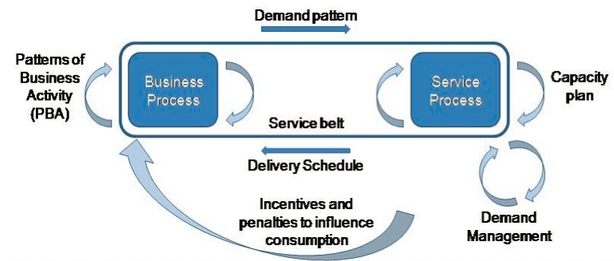 Demand pattern
Patterns of
Business
Activity
(PBA)
Business
Process
Service
Process
Capacity
plan
Service belt
Delivery Schedule
Incentives and
penalties to influence
consumption
Demand
Management